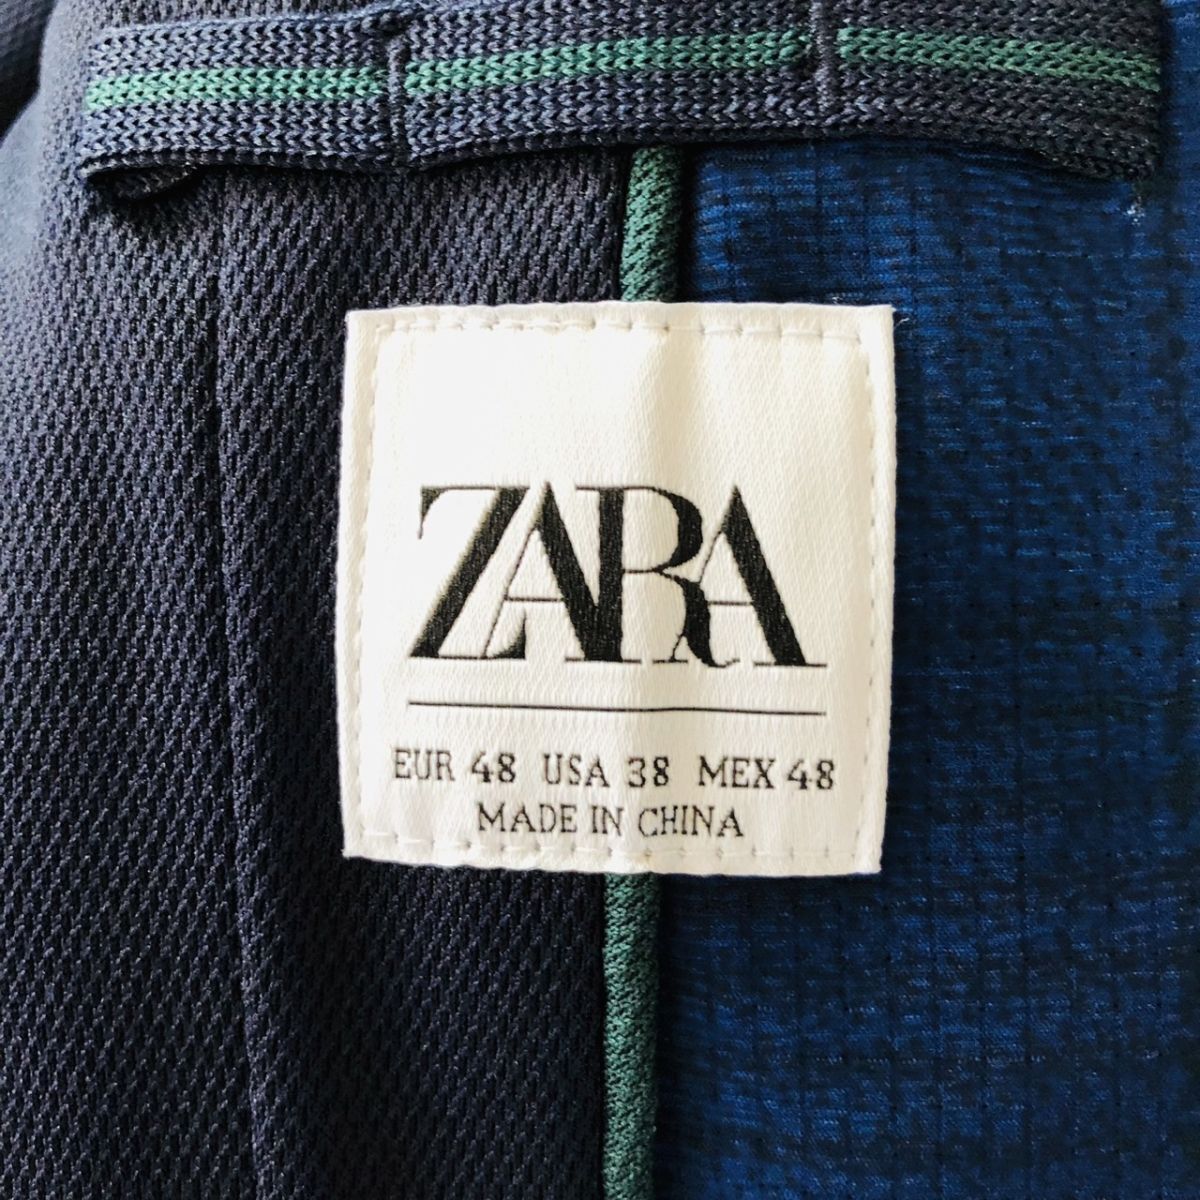 ZARA
EUR 48 USA 38 MEX 48
MADE IN CHINA